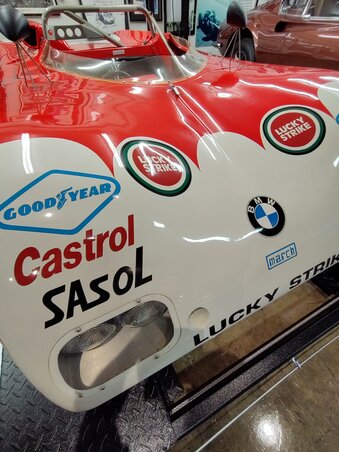 LUCKY
STRIKE
LUCKY
STRIKE
GOODYEAR
BMW
Castrol
march
SASOL
LUCKY STRIKE